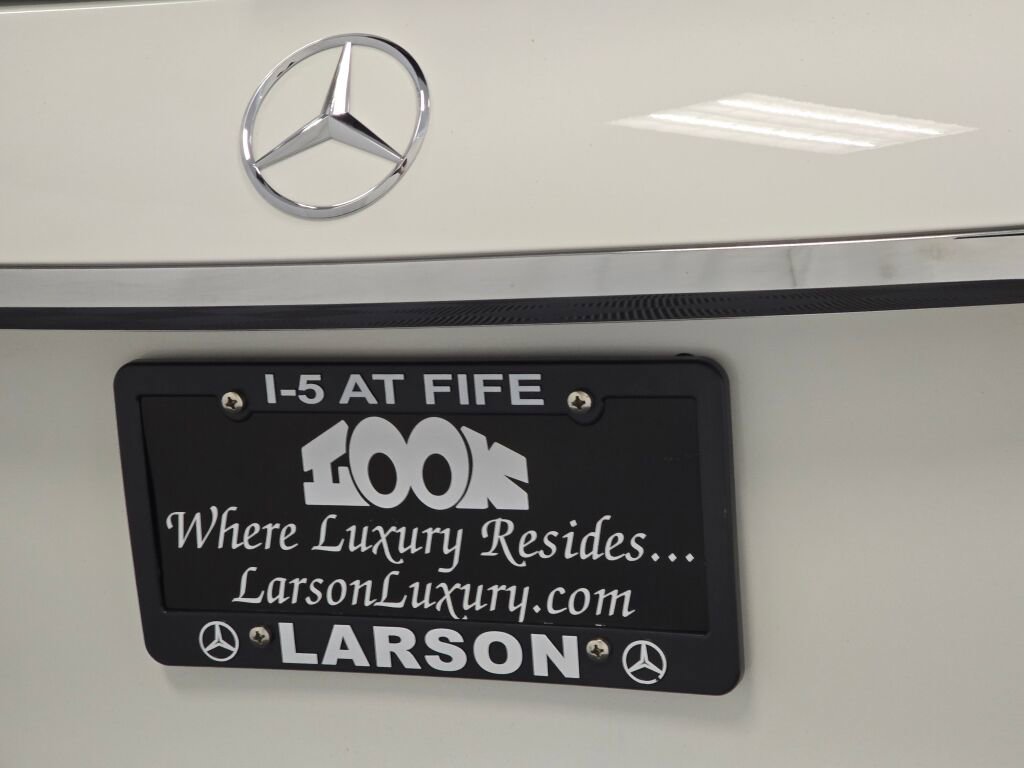 I-5 AT FIFE
LOOK
Where Luxury Resides...
LarsonLuxury.com
LARSON